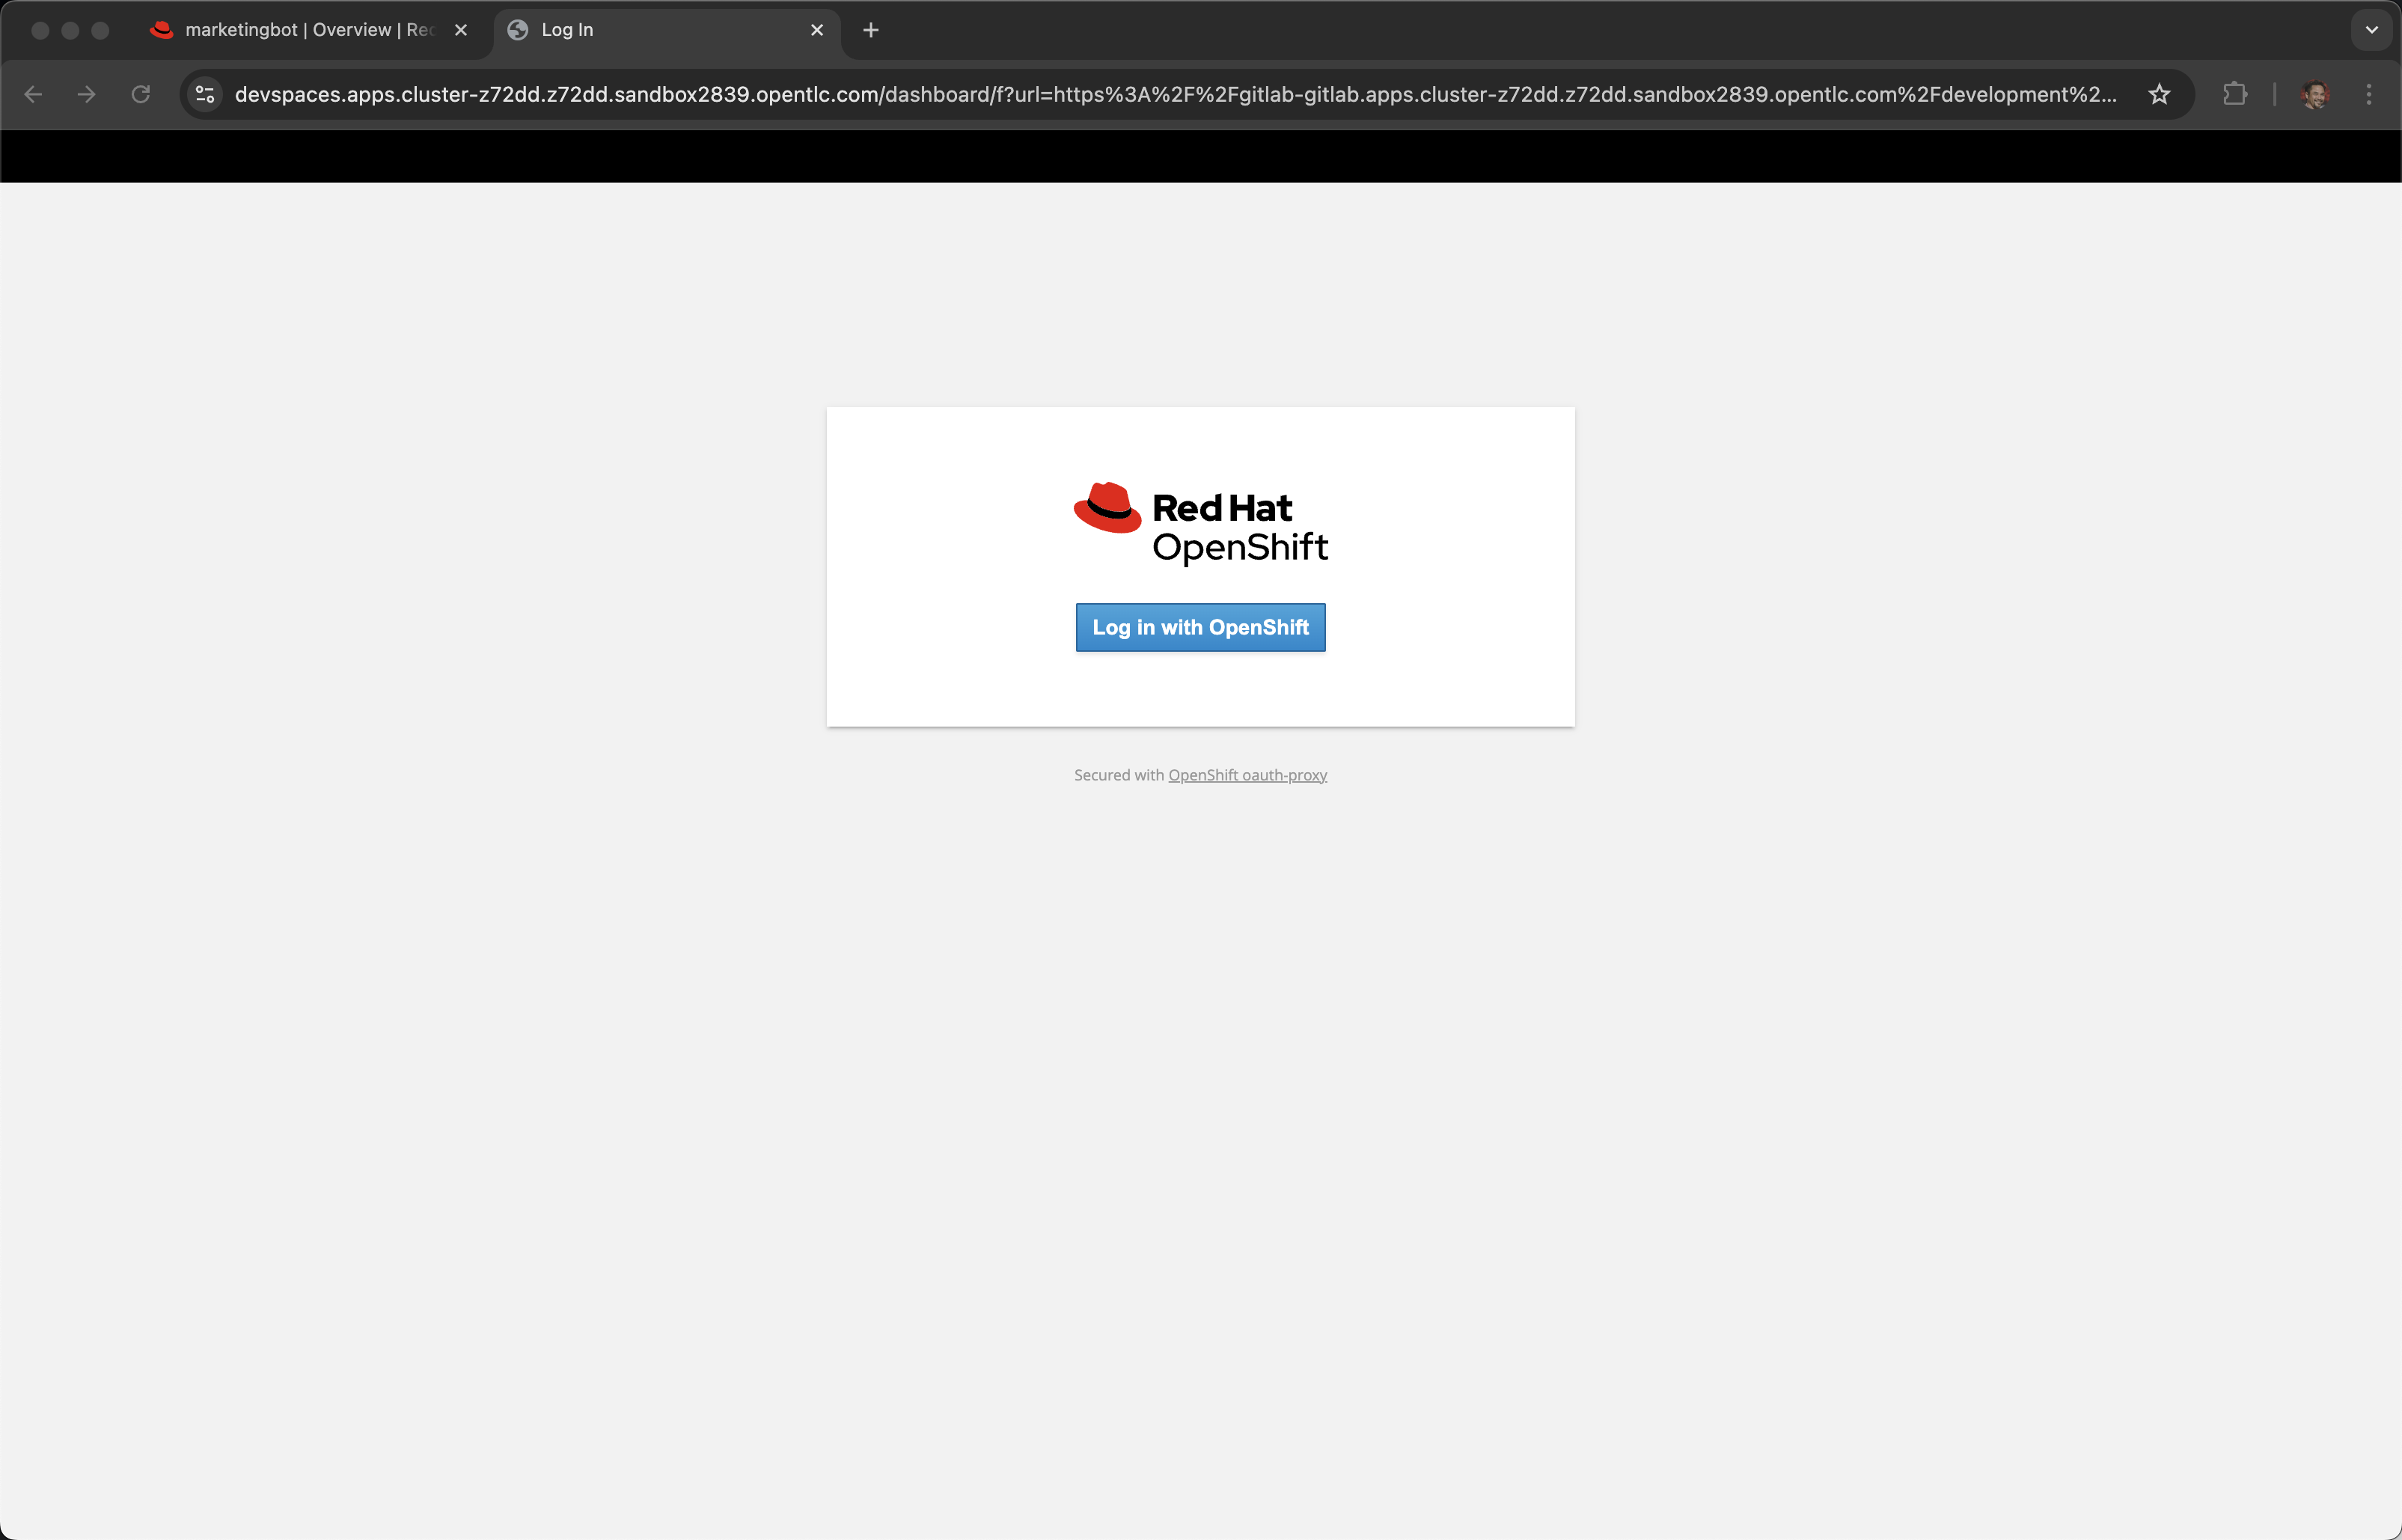 marketingbot | Overview | Red
Log In
devspaces.apps.cluster-z72dd.z72dd.sandbox2839.opentlc.com/dashboard/f?url=https%3A%2F%2Fgitlab-gitlab.apps.cluster-z72dd.z72dd.sandbox2839.opentlc.com%2Fdevelopment%2...
Red Hat
OpenShift
Log in with OpenShift
Secured with OpenShift oauth-proxy